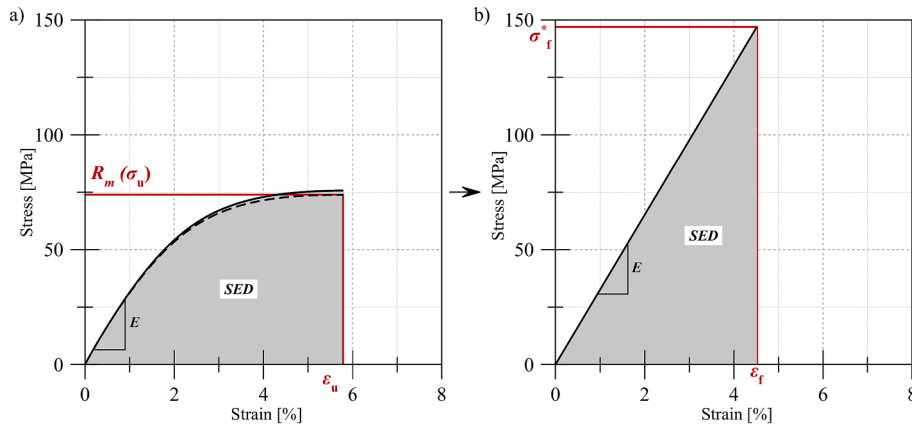 a)
150
100
50
0
Stress [MPa]
R_m (σ_u)
SED
E
ε_u
0
2
4
6
8
Strain [%]
b)
150
σ*_f
100
50
0
Stress [MPa]
SED
E
ε_f
0
2
4
6
8
Strain [%]